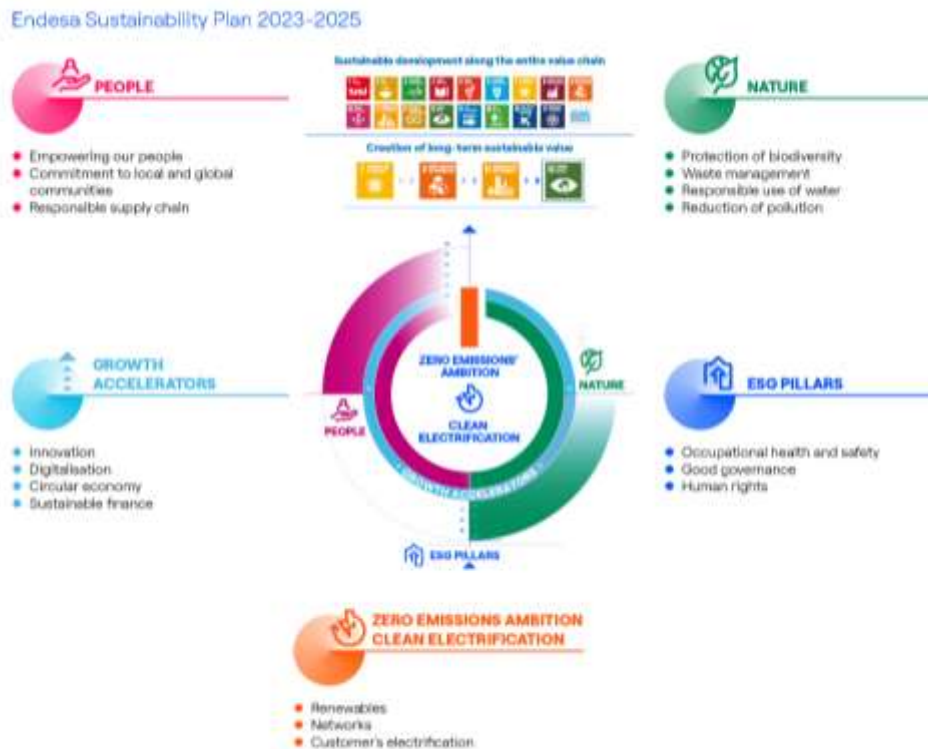 Endesa Sustainability Plan 2023-2025
Sustainable development along the entire value chain
PEOPLE
Empowering our people
Commitment to local and global
communities
Responsible supply chain
Creation of long-term sustainable value
NATURE
Protection of biodiversity
Waste management
Responsible use of water
Reduction of pollution
GROWTH
ACCELERATORS
Innovation
Digitalisation
Circular economy
Sustainable finance
ZERO EMISSIONS'
AMBITION
CLEAN
ELECTRIFICATION
PEOPLE
NATURE
GROWTH ACCELERATORS
ESG PILLARS
ESG PILLARS
Occupational health and safety
Good governance
Human rights
ZERO EMISSIONS AMBITION
CLEAN ELECTRIFICATION
Renewables
Networks
Customer's electrification